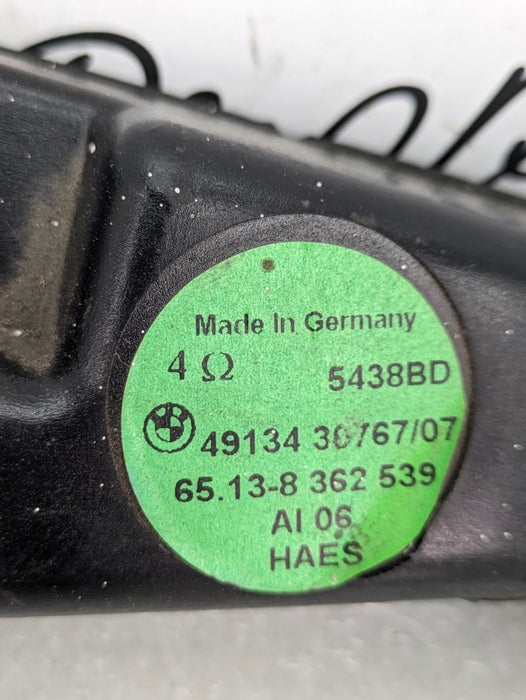 Made In Germany
4 Ω 5438BD
49134 30767/07
65.13-8 362 539
AI 06
HAES